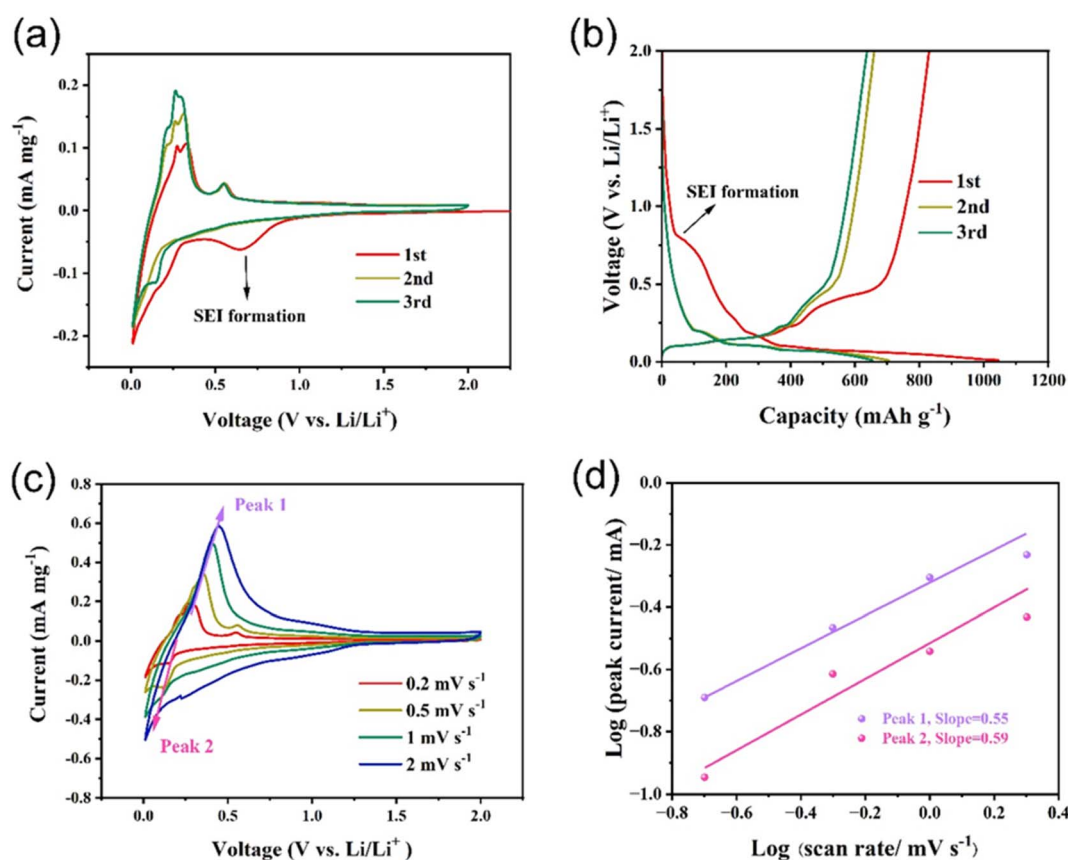 (a)
Current (mA mg⁻¹)
0.2
0.1
0.0
-0.1
-0.2
1st
2nd
3rd
SEI formation
0.0 0.5 1.0 1.5 2.0
Voltage (V vs. Li/Li⁺)
(b)
Voltage (V vs. Li/Li⁺)
2.0
1.5
1.0
0.5
0.0
SEI formation
1st
2nd
3rd
0 200 400 600 800 1000 1200
Capacity (mAh g⁻¹)
(c)
Current (mA mg⁻¹)
0.8
0.6
0.4
0.2
0.0
-0.2
-0.4
-0.6
-0.8
Peak 1
Peak 2
0.2 mV s⁻¹
0.5 mV s⁻¹
1 mV s⁻¹
2 mV s⁻¹
0.0 0.5 1.0 1.5 2.0
Voltage (V vs. Li/Li⁺)
(d)
Log (peak current/ mA)
0.0
−0.2
−0.4
−0.6
−0.8
−1.0
Peak 1, Slope=0.55
Peak 2, Slope=0.59
−0.8 −0.6 −0.4 −0.2 0.0 0.2 0.4
Log (scan rate/ mV s⁻¹)